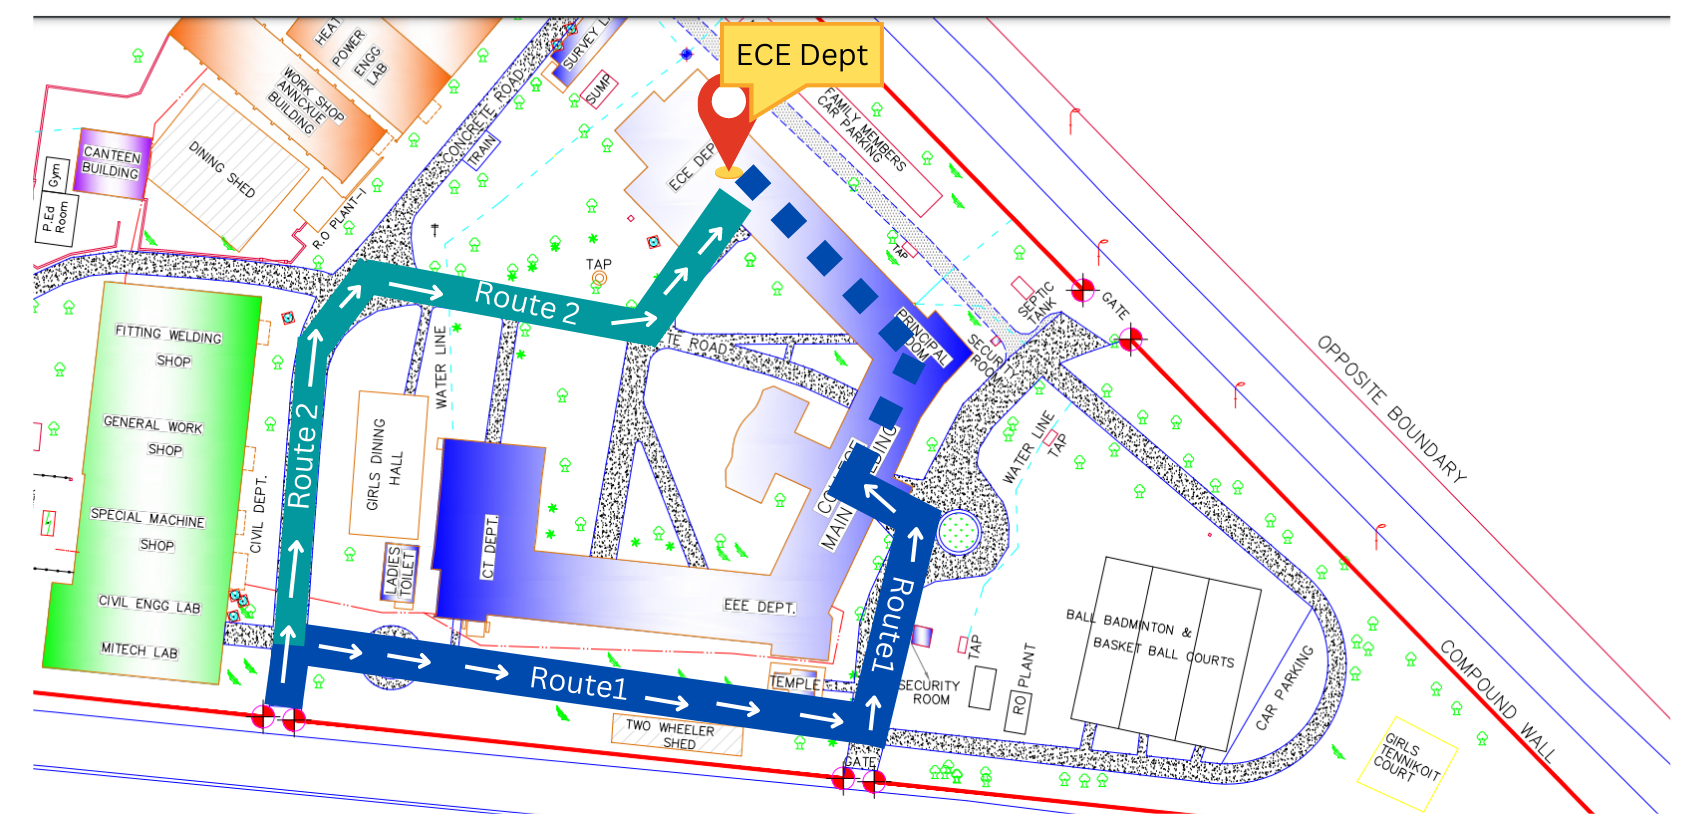 ECE Dept
HEAT
POWER
ENGG
LAB
WORK SHOP
ANNCXIUE
BUILDING
SURVEY
SUMP
CONCRETE ROAD
TRAIN
ECE DEP
FAMILY MEMBERS
CAR PARKING
CANTEEN
BUILDING
Gym
P.Ed
Room
DINING SHED
R.O PLANT-I
TAP
TAP
SEPTIC
TANK
GATE
OPPOSITE BOUNDARY
Route 2
FITTING WELDING
SHOP
GENERAL WORK
SHOP
SPECIAL MACHINE
SHOP
CIVIL ENGG LAB
MITECH LAB
CIVIL DEPT.
Route 2
WATER LINE
TE ROAD
PRINCIPAL
OOM
SECURITY
ROOM
GIRLS DINING
HALL
LADIES
TOILET
CT DEPT.
EEE DEPT.
MAIN
WATER LINE
TAP
Route1
Route1
BALL BADMINTON &
BASKET BALL COURTS
TEMPLE
TWO WHEELER
SHED
SECURITY
ROOM
TAP
RO PLANT
CAR PARKING
GATE
COMPOUND WALL
GIRLS
TENNIKOIT
COURT